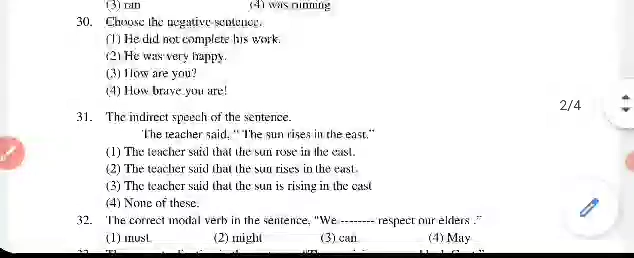 (3) ran (4) was running
30. Choose the negative sentence.
(1) He did not complete his work.
(2) He was very happy.
(3) How are you?
(4) How brave you are!
31. The indirect speech of the sentence.
The teacher said, “ The sun rises in the east.”
(1) The teacher said that the sun rose in the east.
(2) The teacher said that the sun rises in the east.
(3) The teacher said that the sun is rising in the east
(4) None of these.
2/4
32. The correct modal verb in the sentence, “We -------- respect our elders .”
(1) must (2) might (3) can (4) May